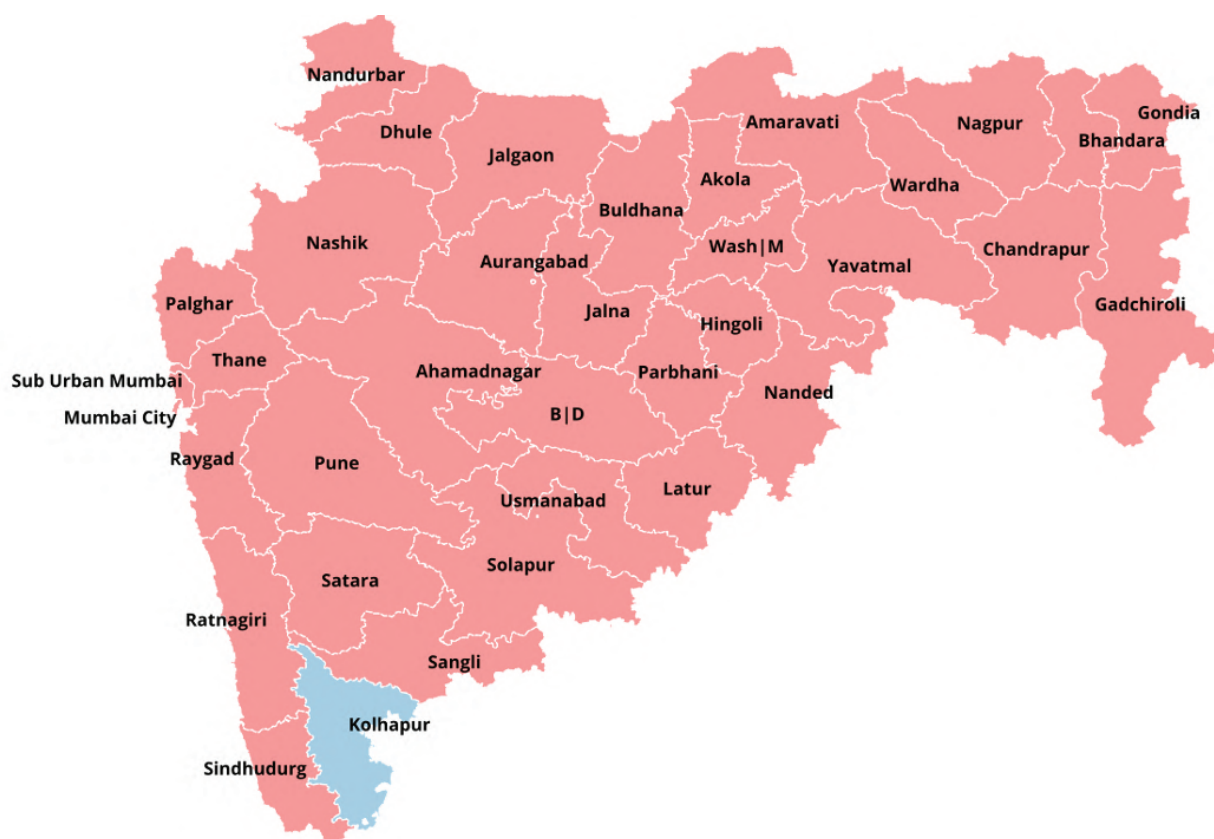 Nandurbar
Gondia
Amaravati
Nagpur
Dhule
Bhandara
Jalgaon
Akola
Wardha
Buldhana
Nashik
Wash|M
Chandrapur
Aurangabad
Yavatmal
Palghar
Jalna
Hingoli
Gadchiroli
Thane
Ahamadnagar
Parbhani
Sub Urban Mumbai
Nanded
Mumbai City
B|D
Raygad
Pune
Latur
Usmanabad
Solapur
Satara
Ratnagiri
Sangli
Kolhapur
Sindhudurg